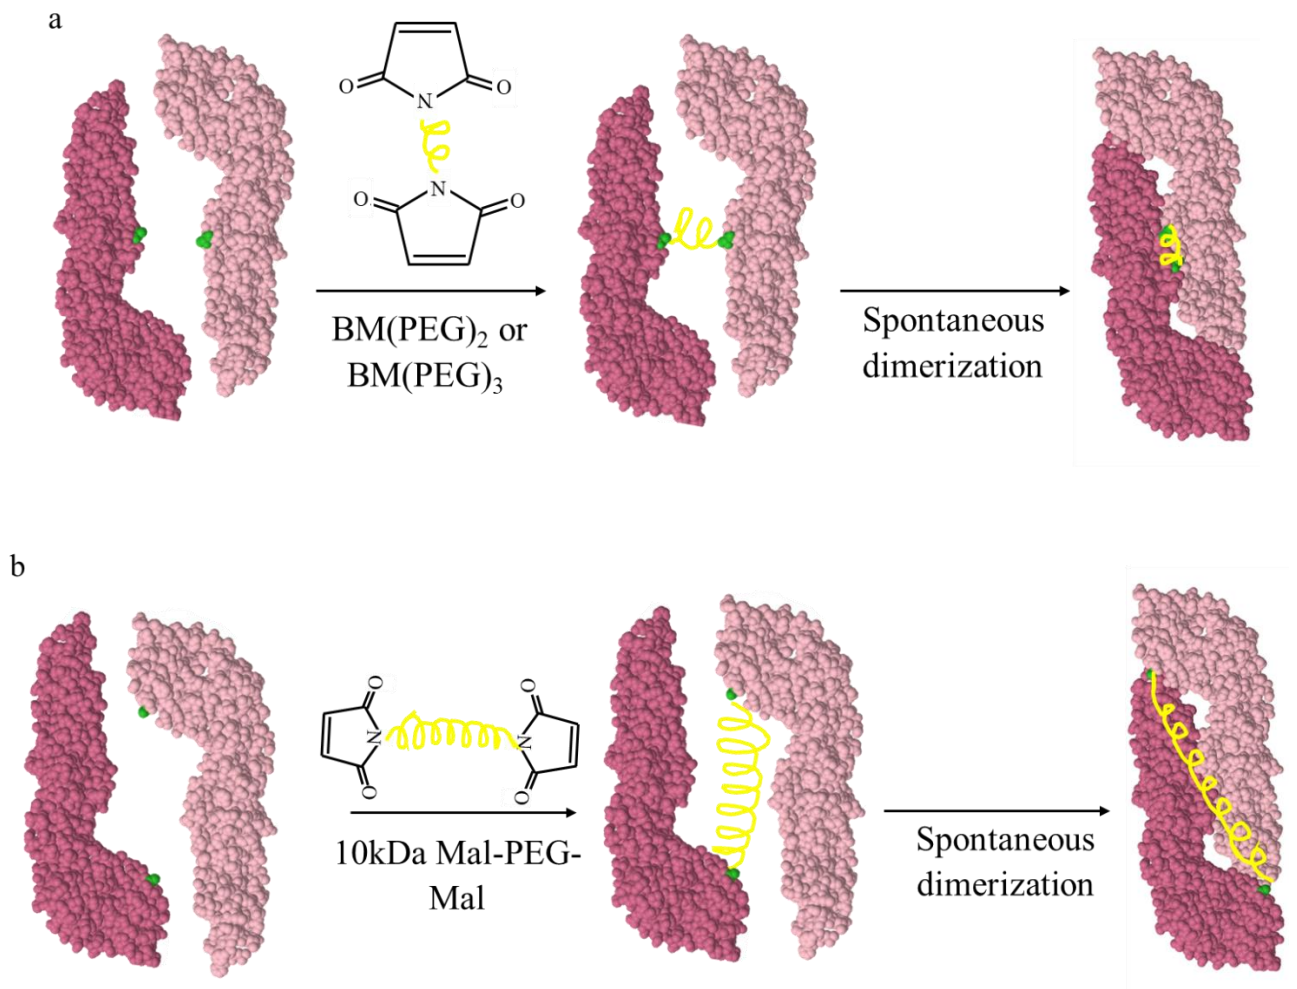 a
O
O
N
N
O
O
BM(PEG)2 or
BM(PEG)3
Spontaneous
dimerization
b
O
O
N
N
O
O
10kDa Mal-PEG-
Mal
Spontaneous
dimerization